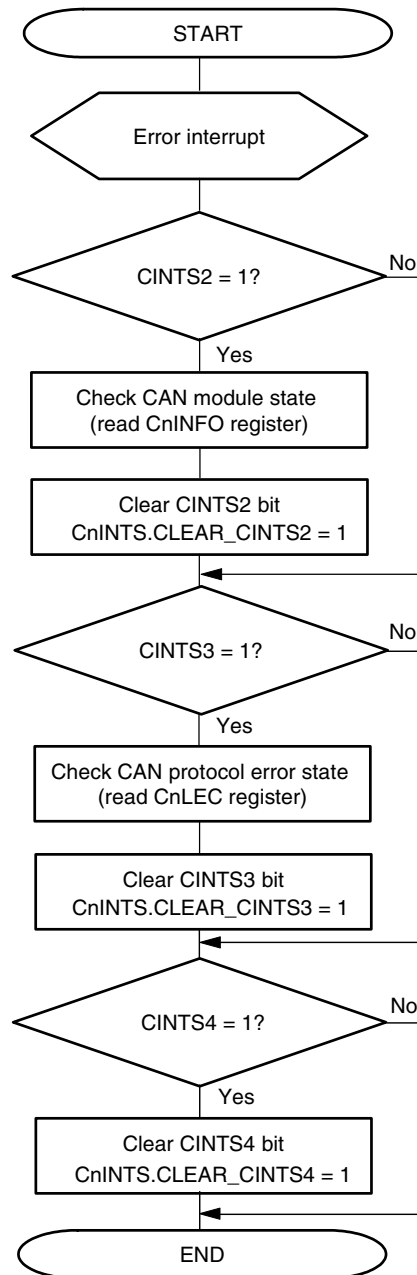 START
Error interrupt
CINTS2 = 1?
No
Yes
Check CAN module state
(read CnINFO register)
Clear CINTS2 bit
CnINTS.CLEAR_CINTS2 = 1
CINTS3 = 1?
No
Yes
Check CAN protocol error state
(read CnLEC register)
Clear CINTS3 bit
CnINTS.CLEAR_CINTS3 = 1
CINTS4 = 1?
No
Yes
Clear CINTS4 bit
CnINTS.CLEAR_CINTS4 = 1
END